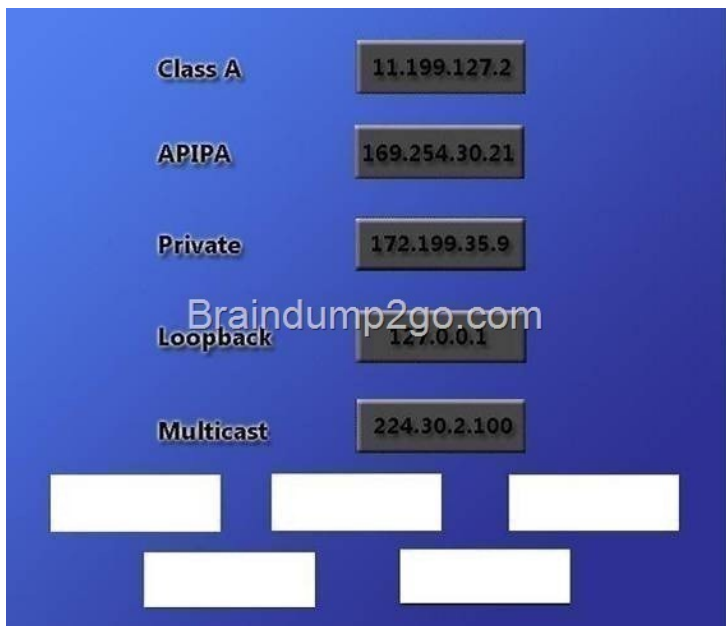 Class A 11.199.127.2
APIPA 169.254.30.21
Private 172.199.35.9
Braindump2go.com
Loopback 127.0.0.1
Multicast 224.30.2.100